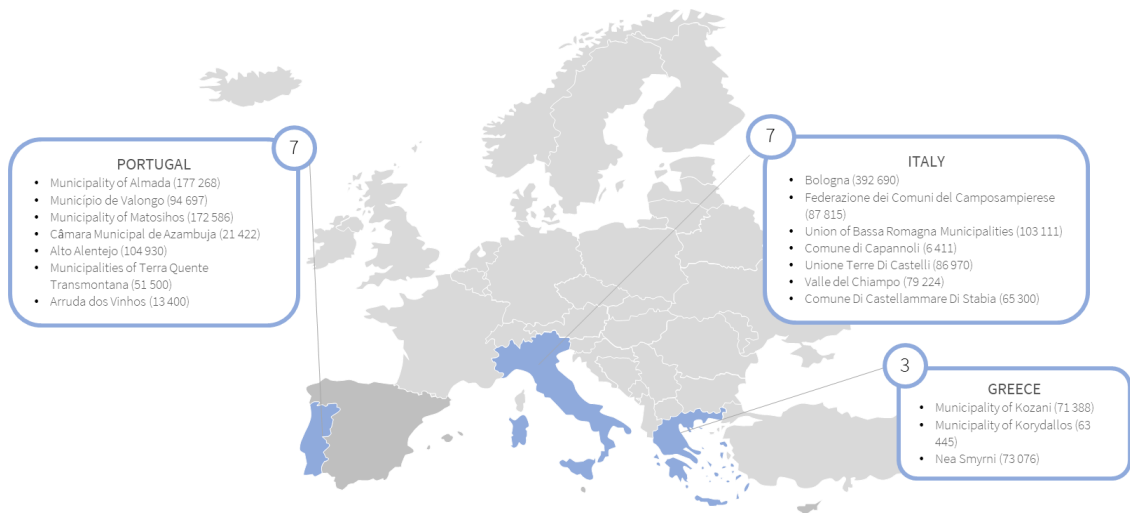 7
PORTUGAL
• Municipality of Almada (177 268)
• Município de Valongo (94 697)
• Municipality of Matosihos (172 586)
• Câmara Municipal de Azambuja (21 422)
• Alto Alentejo (104 930)
• Municipalities of Terra Quente
Transmontana (51 500)
• Arruda dos Vinhos (13 400)
7
ITALY
• Bologna (392 690)
• Federazione dei Comuni del Camposampierese
(87 815)
• Union of Bassa Romagna Municipalities (103 111)
• Comune di Capannoli (6 411)
• Unione Terre Di Castelli (86 970)
• Valle del Chiampo (79 224)
• Comune Di Castellammare Di Stabia (65 300)
3
GREECE
• Municipality of Kozani (71 388)
• Municipality of Korydallos (63
445)
• Nea Smyrni (73 076)